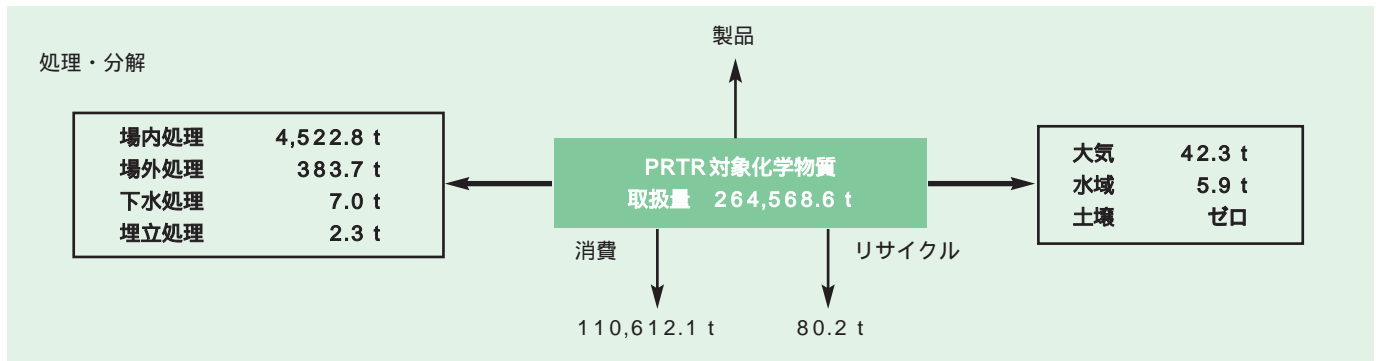 製品
処理・分解
場内処理 4,522.8 t
場外処理 383.7 t
下水処理 7.0 t
埋立処理 2.3 t
PRTR対象化学物質
取扱量 264,568.6 t
大気 42.3 t
水域 5.9 t
土壌 ゼロ
消費
リサイクル
110,612.1 t
80.2 t